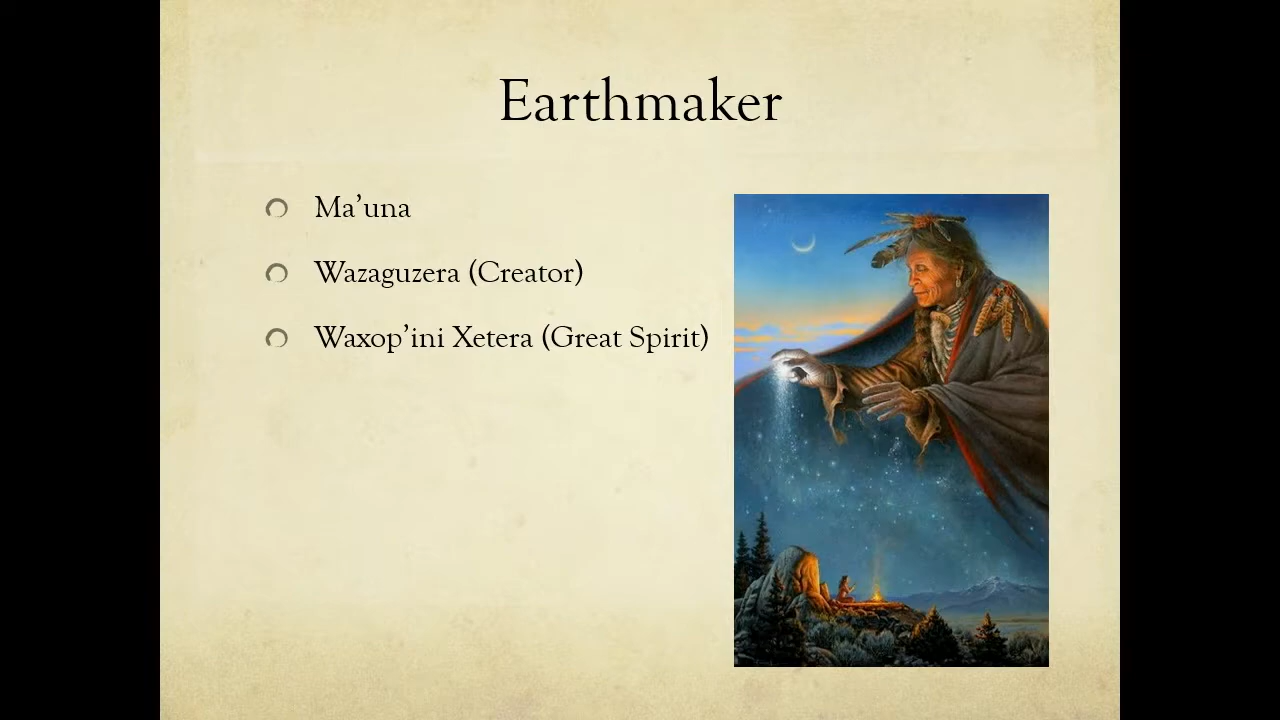 Earthmaker
Ma’una
Wazaguzera (Creator)
Waxop’ini Xetera (Great Spirit)